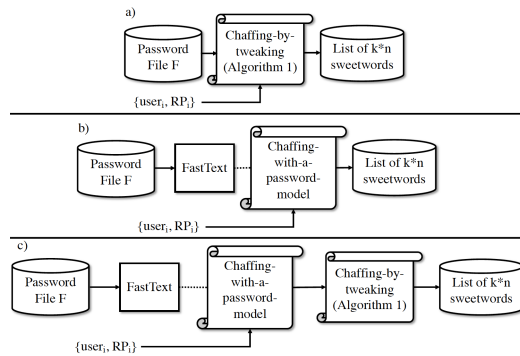 a)
Password
File F
Chaffing-by-
tweaking
(Algorithm 1)
List of k*n
sweetwords
{userᵢ, RPᵢ}
b)
Password
File F
FastText
Chaffing-
with-a-
password-
model
List of k*n
sweetwords
{userᵢ, RPᵢ}
c)
Password
File F
FastText
Chaffing-
with-a-
password-
model
Chaffing-by-
tweaking
(Algorithm 1)
List of k*n
sweetwords
{userᵢ, RPᵢ}